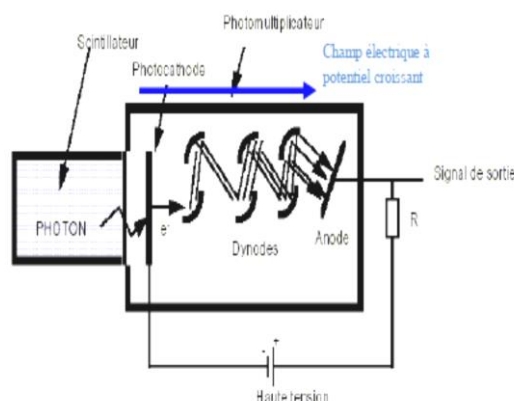 Photomultiplicateur
Scintillateur
Photocathode
Champ électrique à
potentiel croissant
Signal de sortie
PHOTON
e-
R
Dynodes
Anode
- +
Haute tension